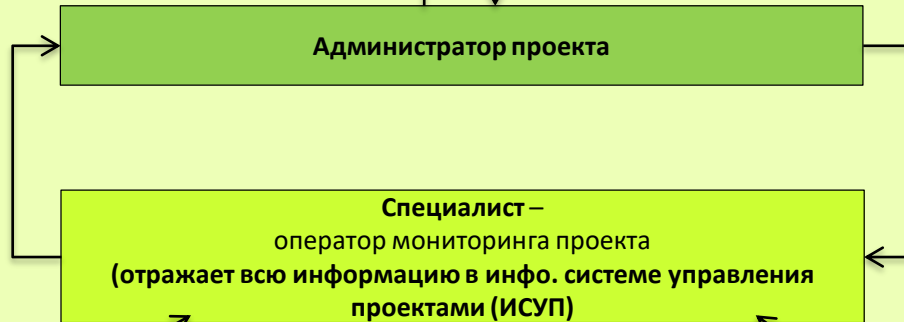 Администратор проекта
Специалист –
оператор мониторинга проекта
(отражает всю информацию в инфо. системе управления
проектами (ИСУП)